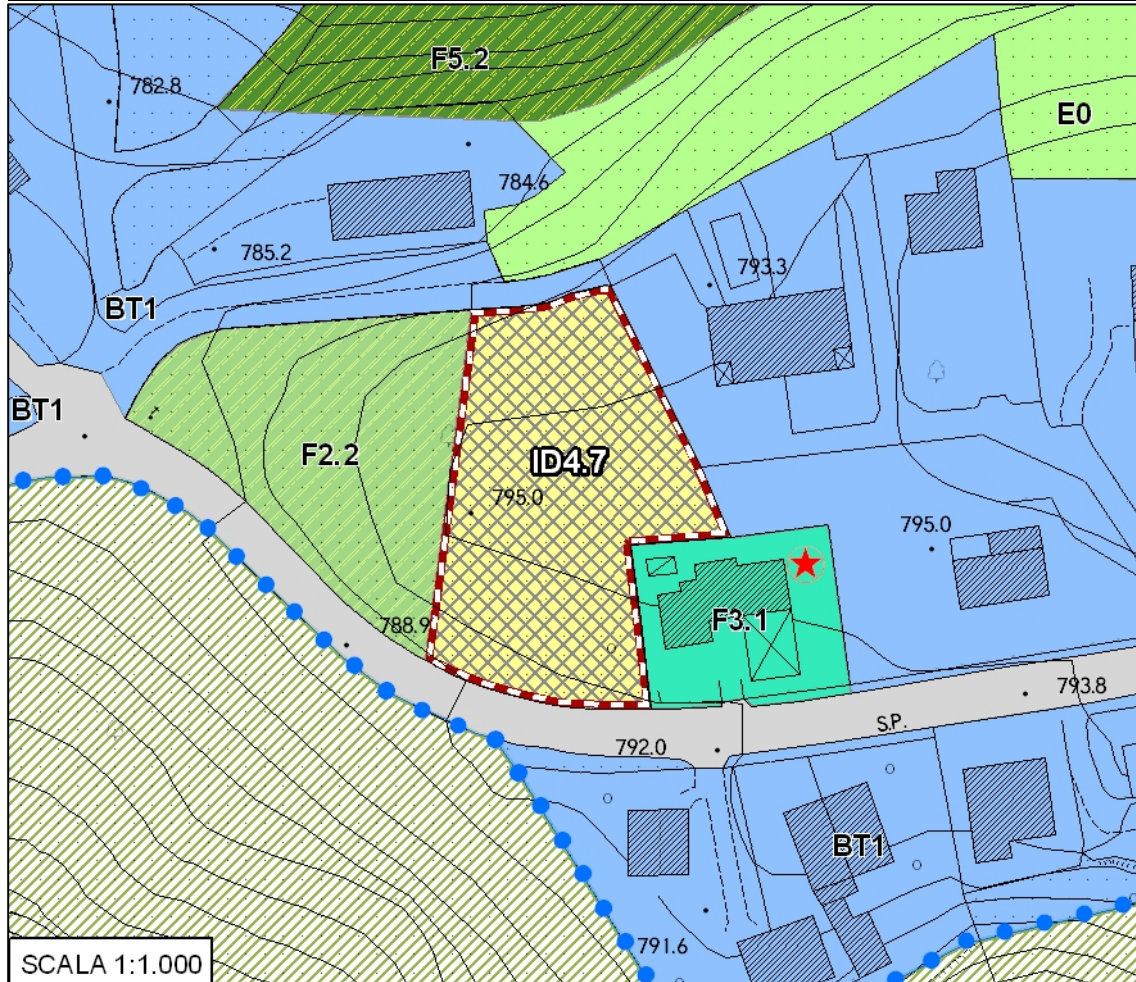 F5.2
782.8
E0
784.6
785.2
793.3
BT1
BT1
F2.2
ID4.7
795.0
795.0
F3.1
788.9
793.8
S.P.
792.0
BT1
791.6
SCALA 1:1.000